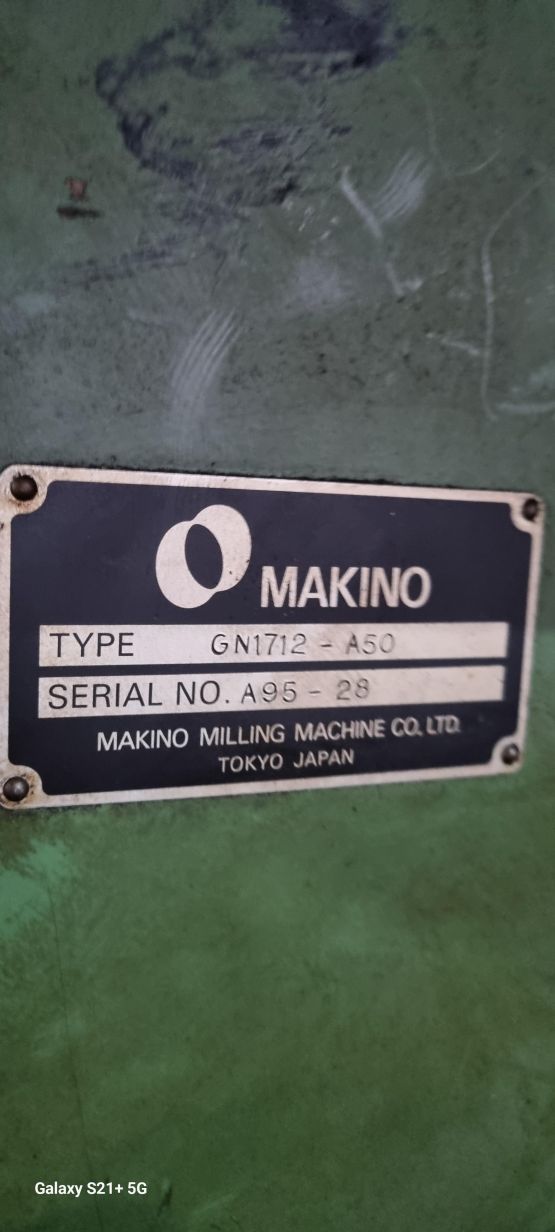 MAKINO
TYPE GN1712-A50
SERIAL NO. A95-28
MAKINO MILLING MACHINE CO. LTD.
TOKYO JAPAN
Galaxy S21+ 5G